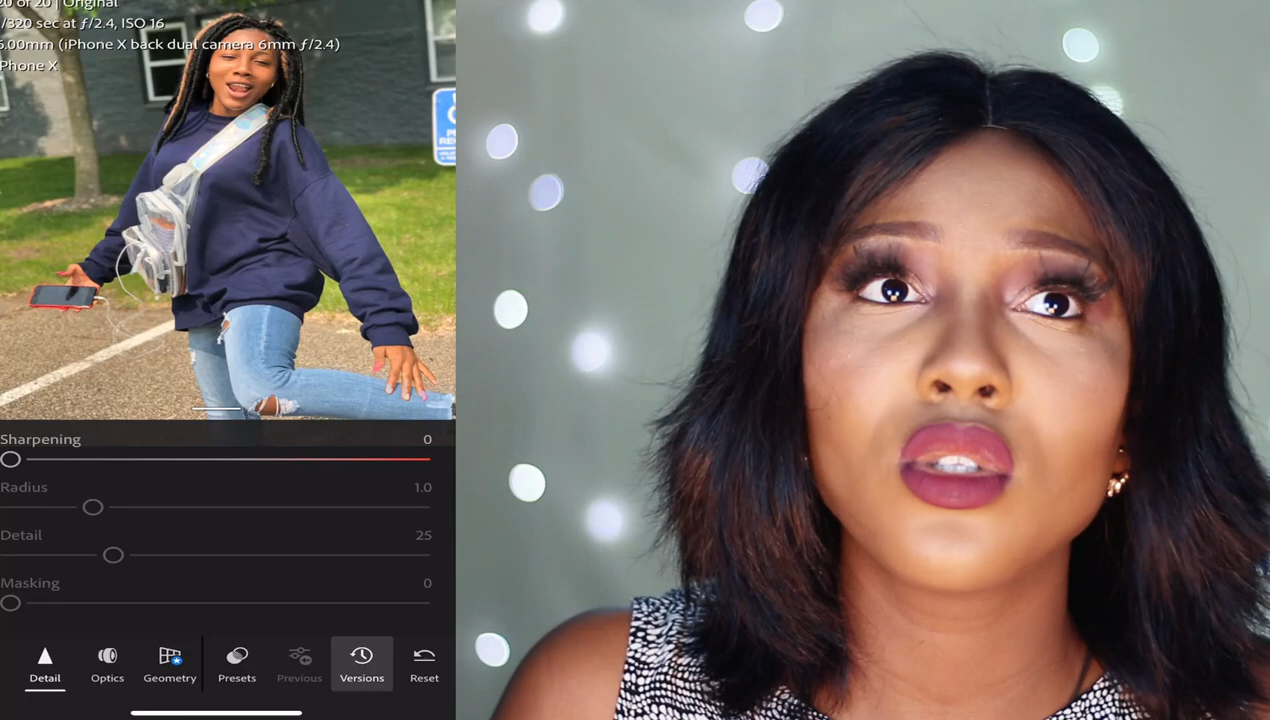 20 of 20 | Original
/320 sec at ƒ/2.4, ISO 16
6.00mm (iPhone X back dual camera 6mm ƒ/2.4)
Phone X
Sharpening 0
Radius 1.0
Detail 25
Masking 0
Detail Optics Geometry Presets Previous Versions Reset